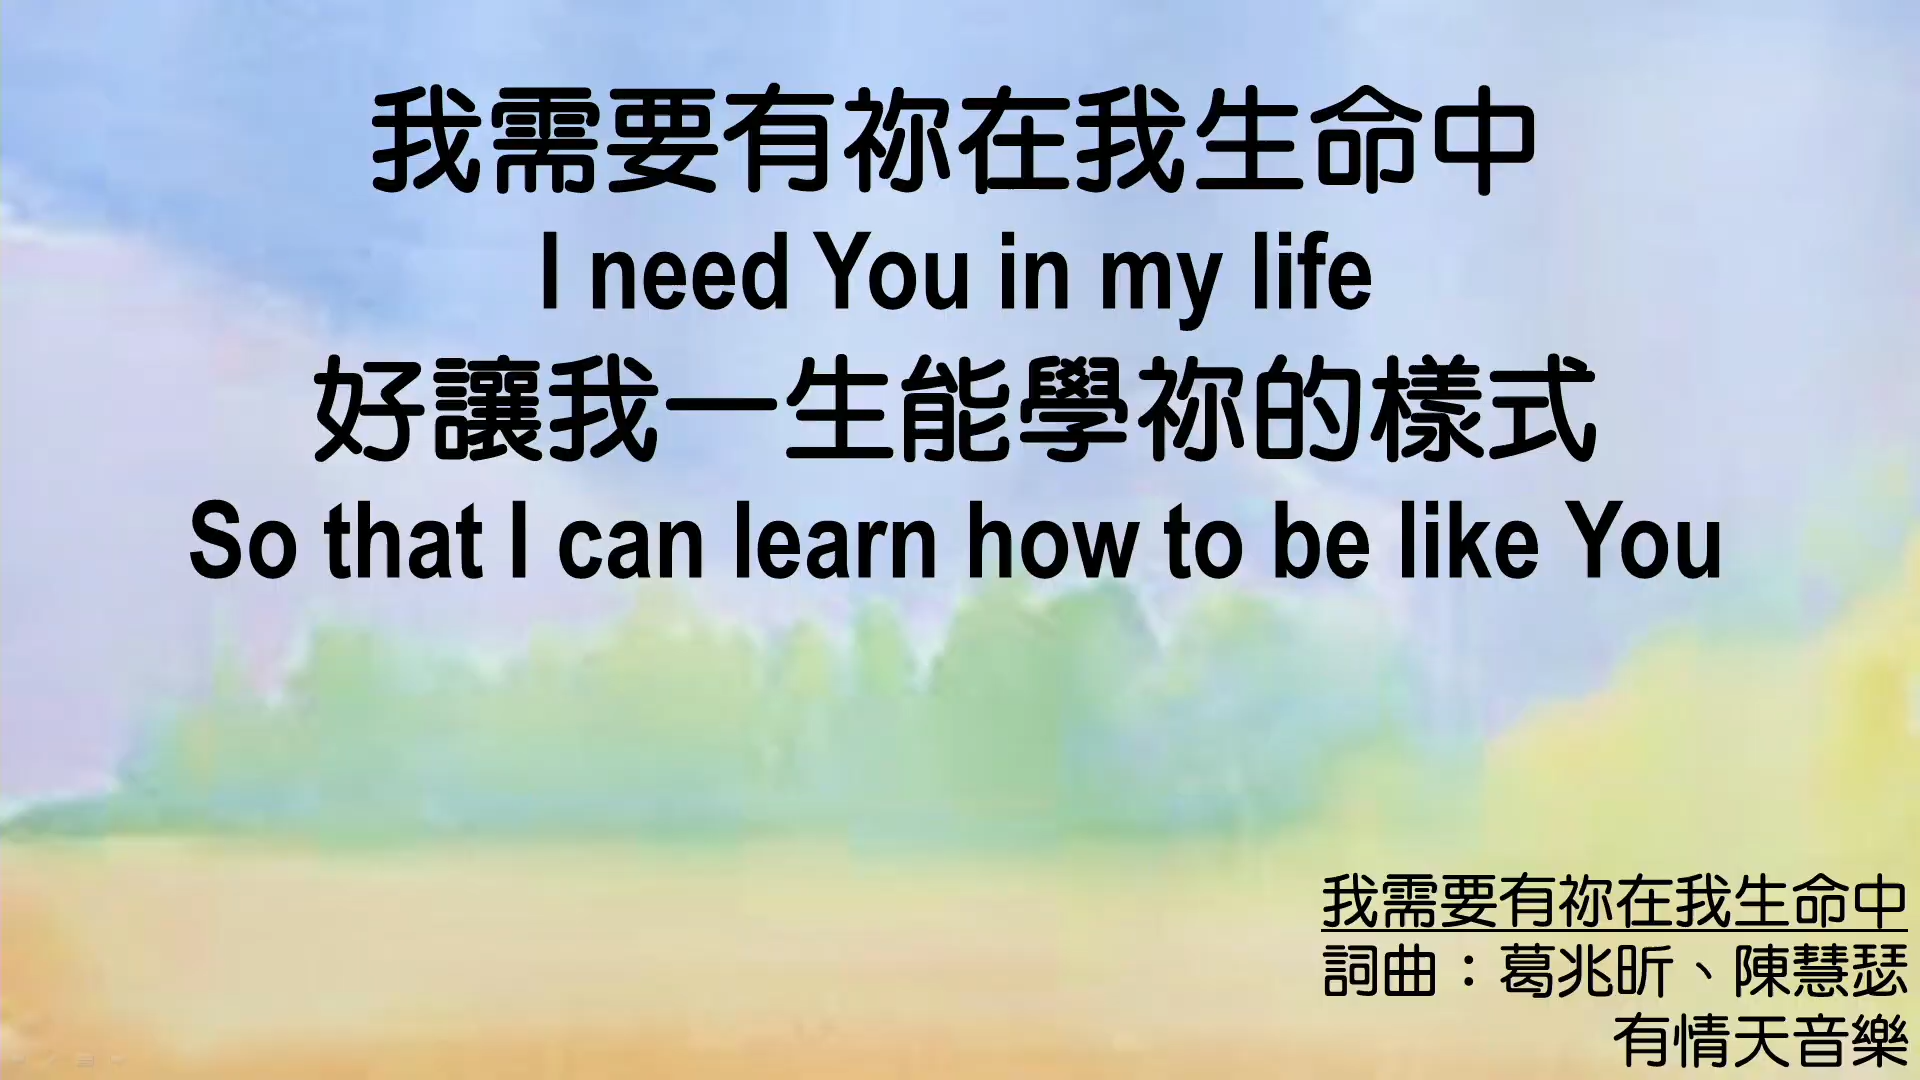 我需要有祢在我生命中
I need You in my life
好讓我一生能學祢的樣式
So that I can learn how to be like You
我需要有祢在我生命中
詞曲：葛兆昕、陳慧瑟
有情天音樂